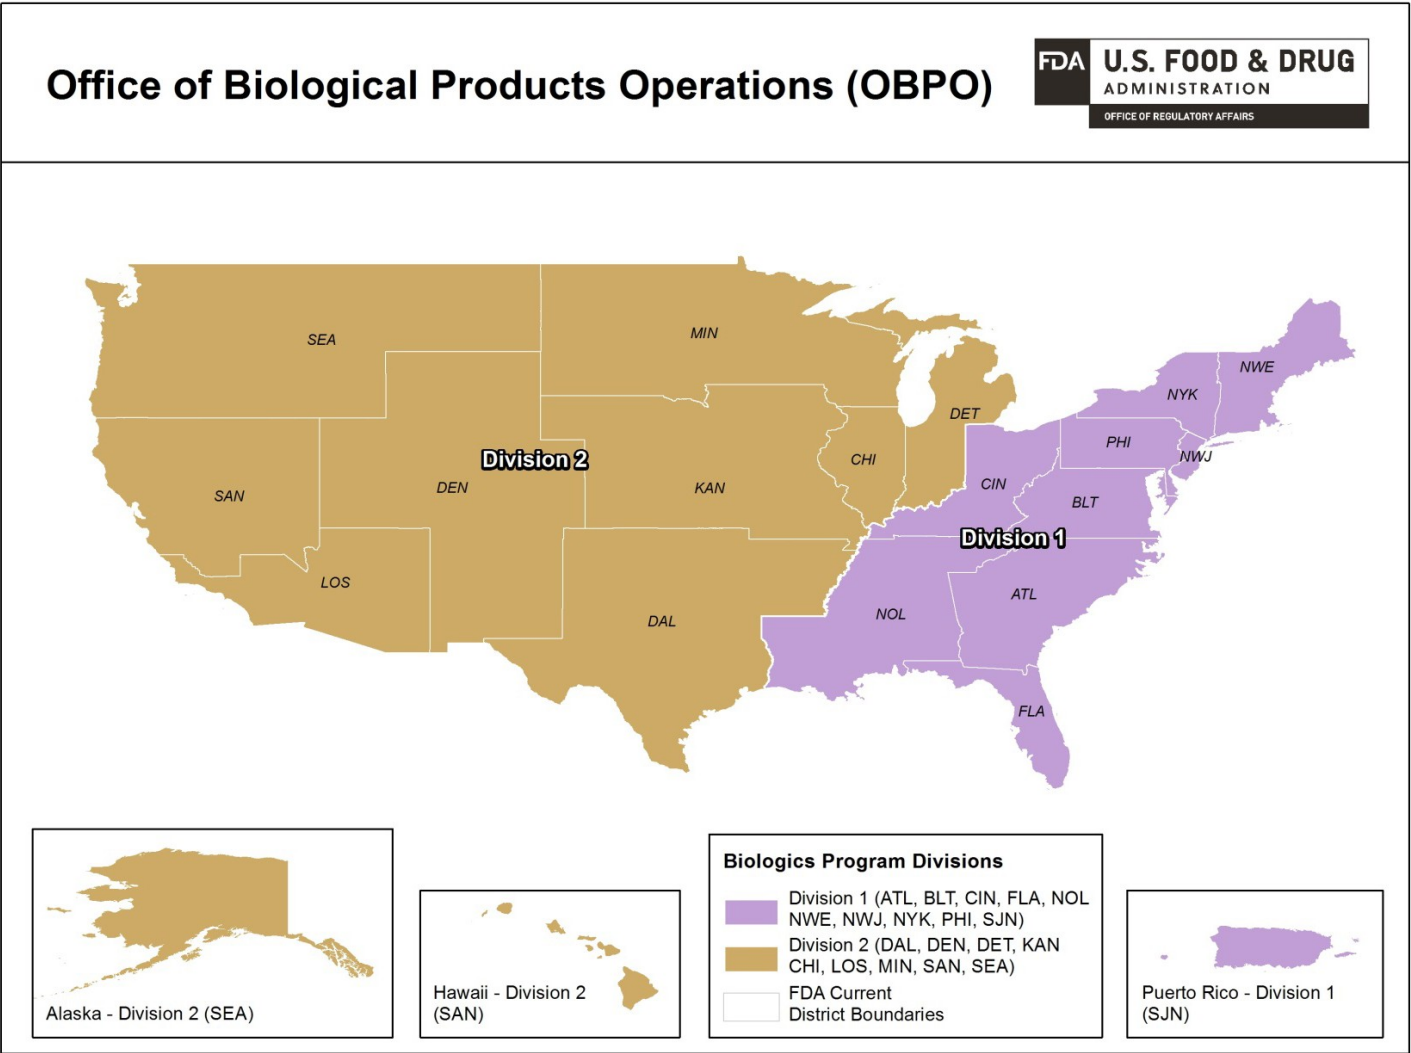 Office of Biological Products Operations (OBPO)
FDA
U.S. FOOD & DRUG
ADMINISTRATION
OFFICE OF REGULATORY AFFAIRS
SEA
MIN
NWE
NYK
DET
PHI
NWJ
Division 2
CHI
CIN
DEN
KAN
SAN
BLT
Division 1
LOS
ATL
NOL
DAL
FLA
Alaska - Division 2 (SEA)
Hawaii - Division 2
(SAN)
Biologics Program Divisions
Division 1 (ATL, BLT, CIN, FLA, NOL
NWE, NWJ, NYK, PHI, SJN)
Division 2 (DAL, DEN, DET, KAN
CHI, LOS, MIN, SAN, SEA)
FDA Current
District Boundaries
Puerto Rico - Division 1
(SJN)